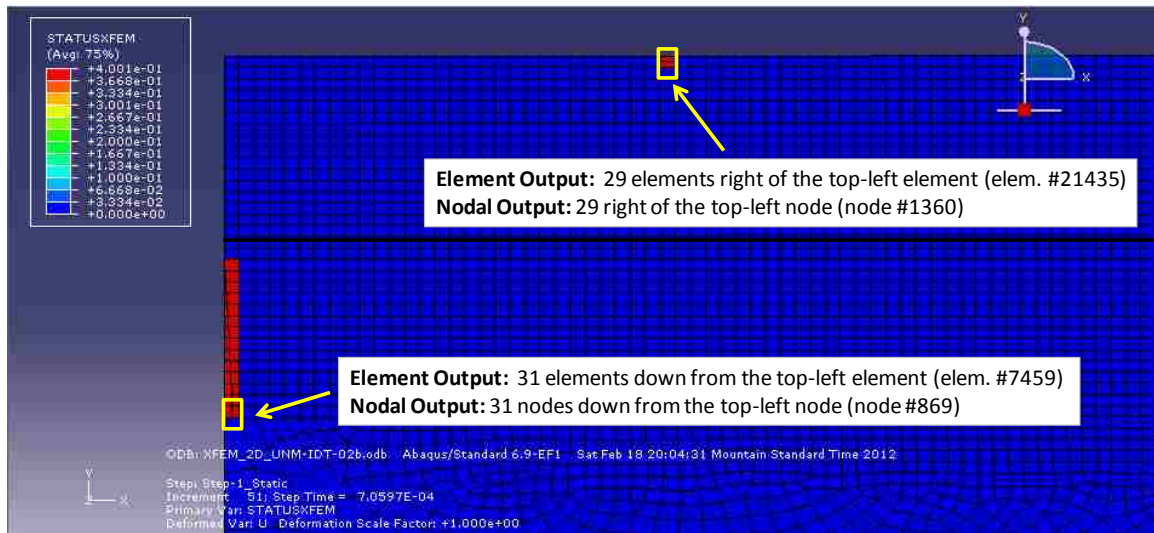 STATUSXFEM
(Avg: 75%)
+4.001e-01
+3.668e-01
+3.334e-01
+3.001e-01
+2.667e-01
+2.334e-01
+2.000e-01
+1.667e-01
+1.334e-01
+1.000e-01
+6.668e-02
+3.334e-02
+0.000e+00
Y
Z
X
Element Output: 29 elements right of the top-left element (elem. #21435)
Nodal Output: 29 right of the top-left node (node #1360)
Element Output: 31 elements down from the top-left element (elem. #7459)
Nodal Output: 31 nodes down from the top-left node (node #869)
ODB: XFEM_2D_UNM-IDT-02b.odb Abaqus/Standard 6.9-EF1 Sat Feb 18 20:04:31 Mountain Standard Time 2012
Y
Z
X
Step: Step-1_Static
Increment 51: Step Time = 7.0597E-04
Primary Var: STATUSXFEM
Deformed Var: U Deformation Scale Factor: +1.000e+00